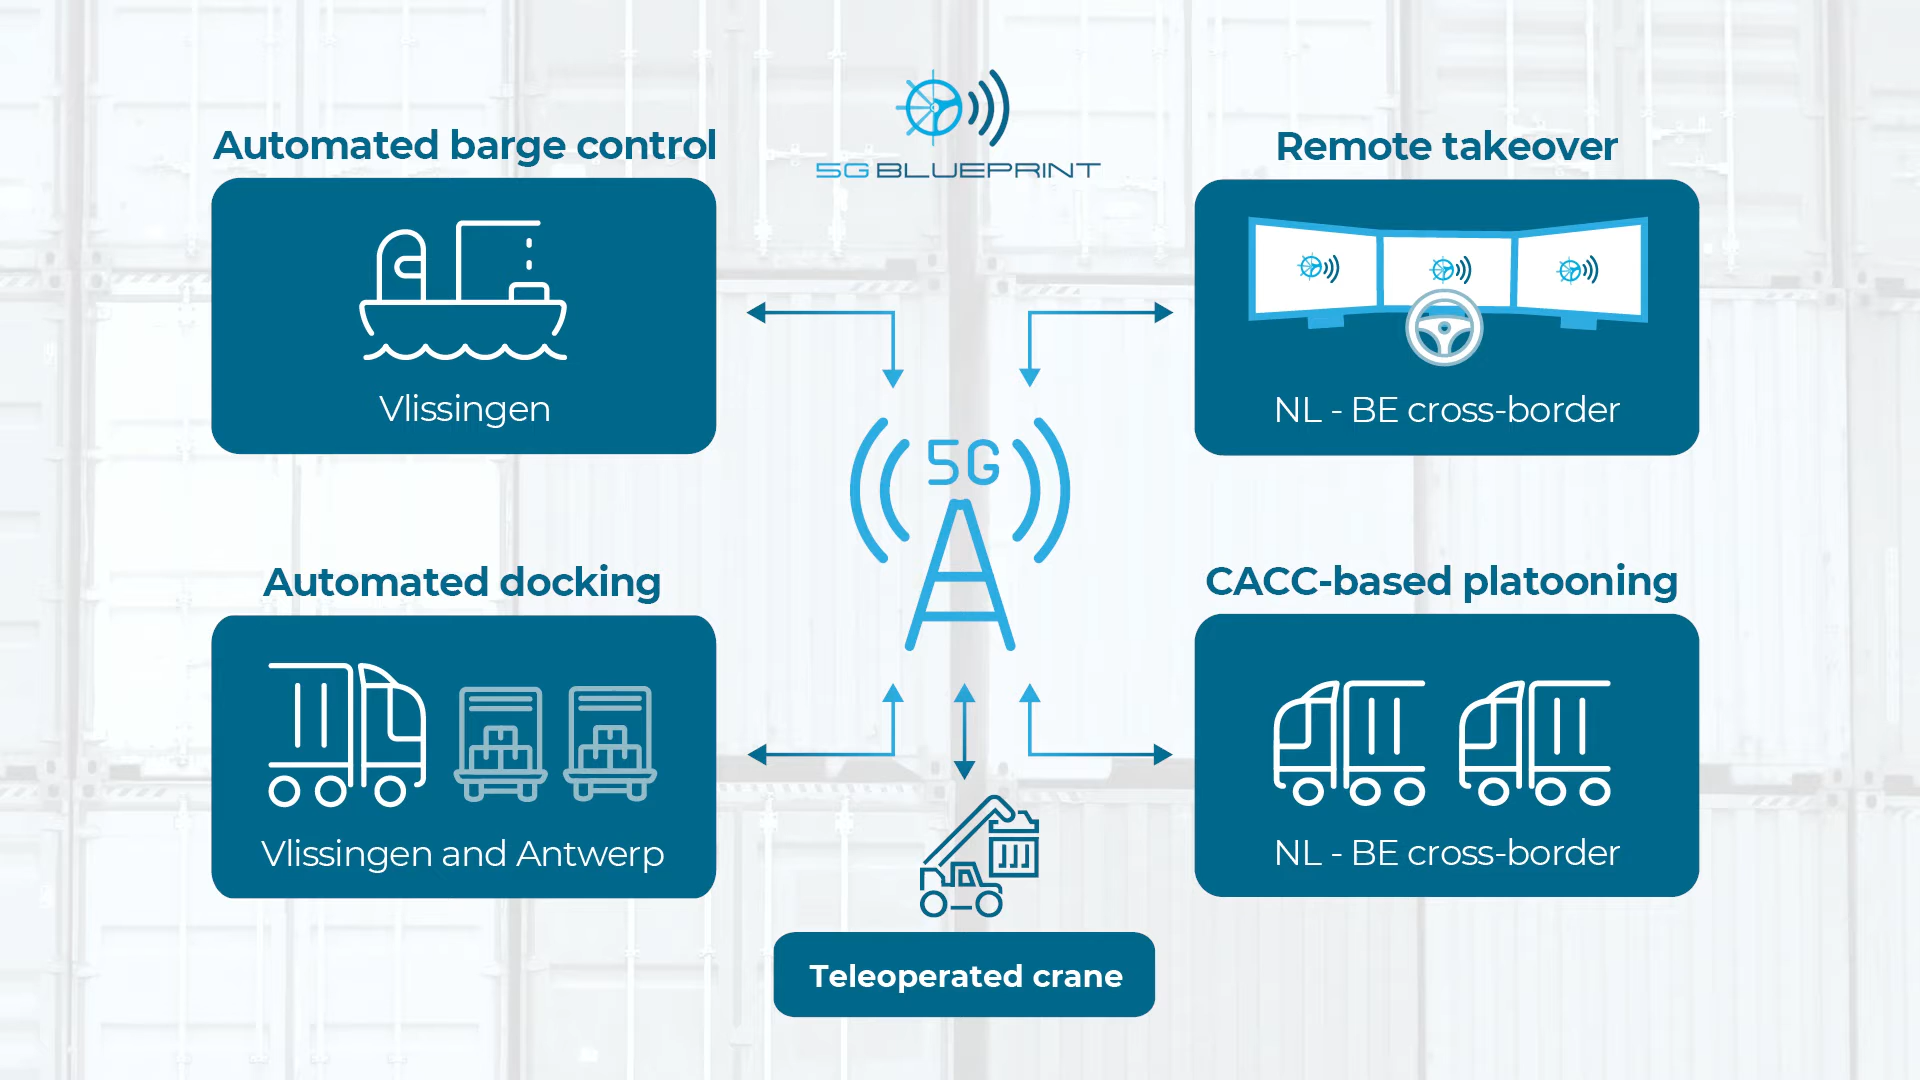 5G BLUEPRINT
Automated barge control
Vlissingen
Remote takeover
NL - BE cross-border
5G
Automated docking
Vlissingen and Antwerp
CACC-based platooning
NL - BE cross-border
Teleoperated crane